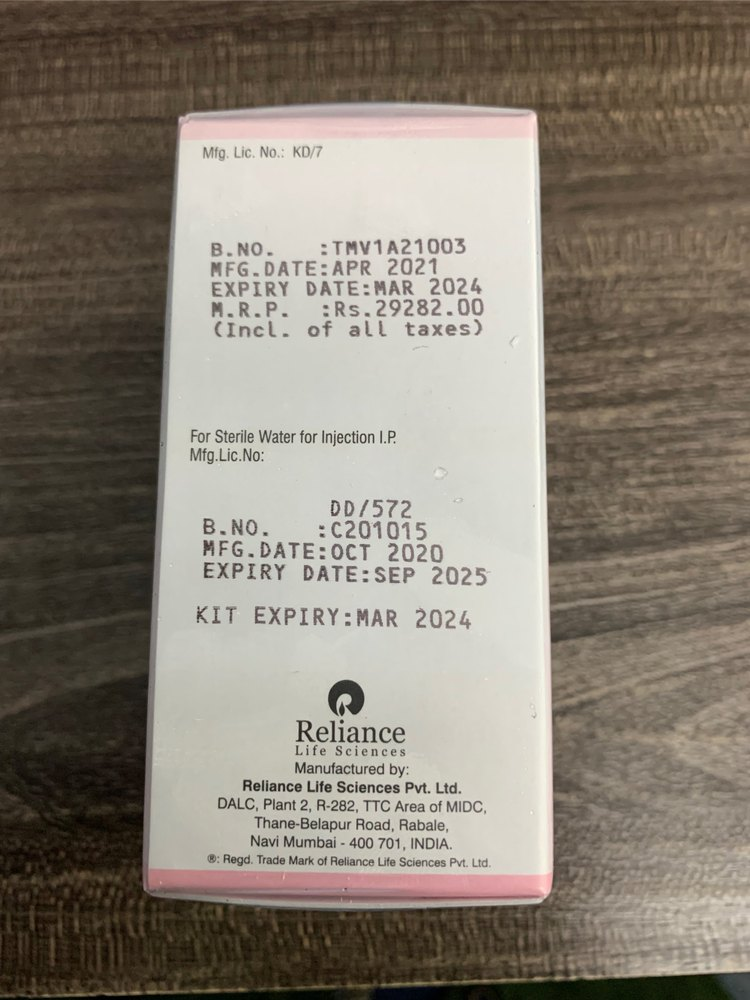 Mfg. Lic. No.: KD/7
B.NO. :TMV1A21003
MFG.DATE:APR 2021
EXPIRY DATE:MAR 2024
M.R.P. :Rs.29282.00
(Incl. of all taxes)
For Sterile Water for Injection I.P.
Mfg.Lic.No:
DD/572
B.NO. :C201015
MFG.DATE:OCT 2020
EXPIRY DATE:SEP 2025
KIT EXPIRY:MAR 2024
Reliance
Life Sciences
Manufactured by:
Reliance Life Sciences Pvt. Ltd.
DALC, Plant 2, R-282, TTC Area of MIDC,
Thane-Belapur Road, Rabale,
Navi Mumbai - 400 701, INDIA.
®: Regd. Trade Mark of Reliance Life Sciences Pvt. Ltd.